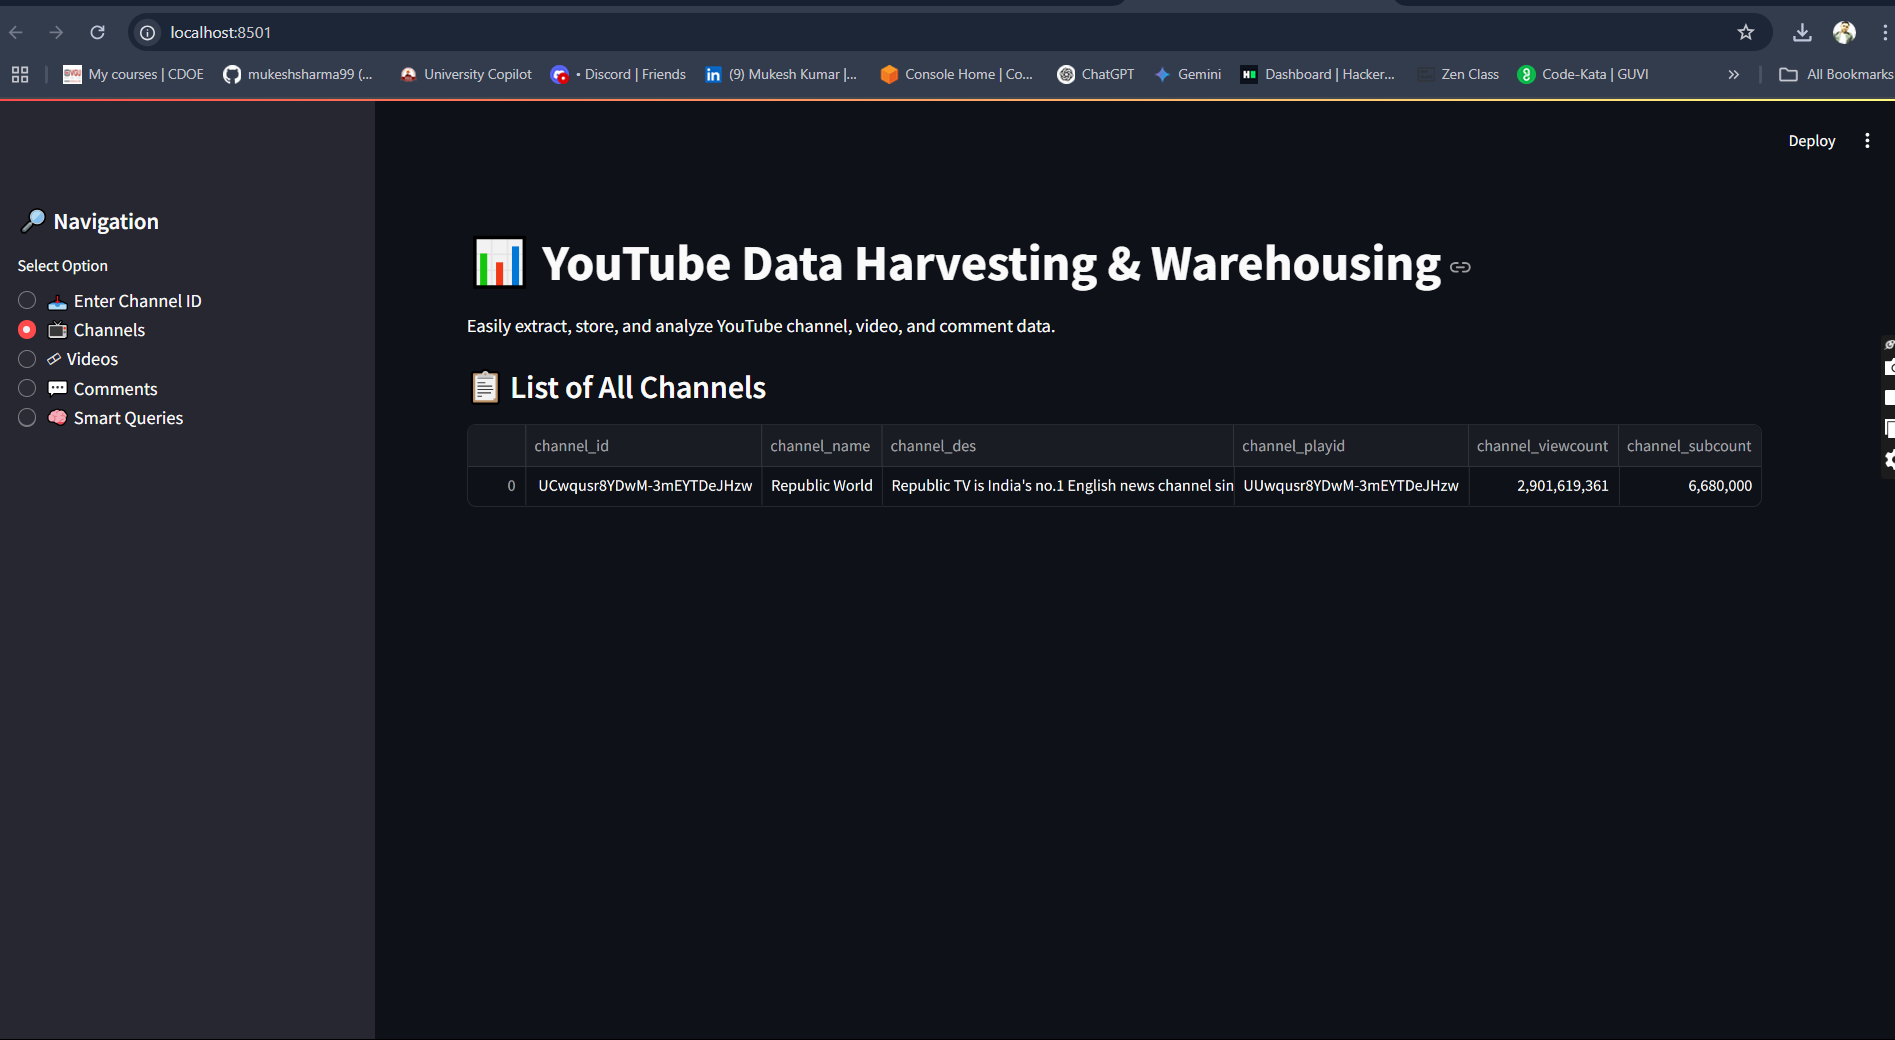 localhost:8501
My courses | CDOE mukeshsharma99 (... University Copilot • Discord | Friends (9) Mukesh Kumar |... Console Home | Co... ChatGPT Gemini Dashboard | Hacker... Zen Class Code-Kata | GUVI » All Bookmarks
Deploy
Navigation
Select Option
Enter Channel ID
Channels
Videos
Comments
Smart Queries
YouTube Data Harvesting & Warehousing
Easily extract, store, and analyze YouTube channel, video, and comment data.
List of All Channels
channel_id channel_name channel_des channel_playid channel_viewcount channel_subcount
0 UCwqusr8YDwM-3mEYTDeJHzw Republic World Republic TV is India's no.1 English news channel sin UUwqusr8YDwM-3mEYTDeJHzw 2,901,619,361 6,680,000